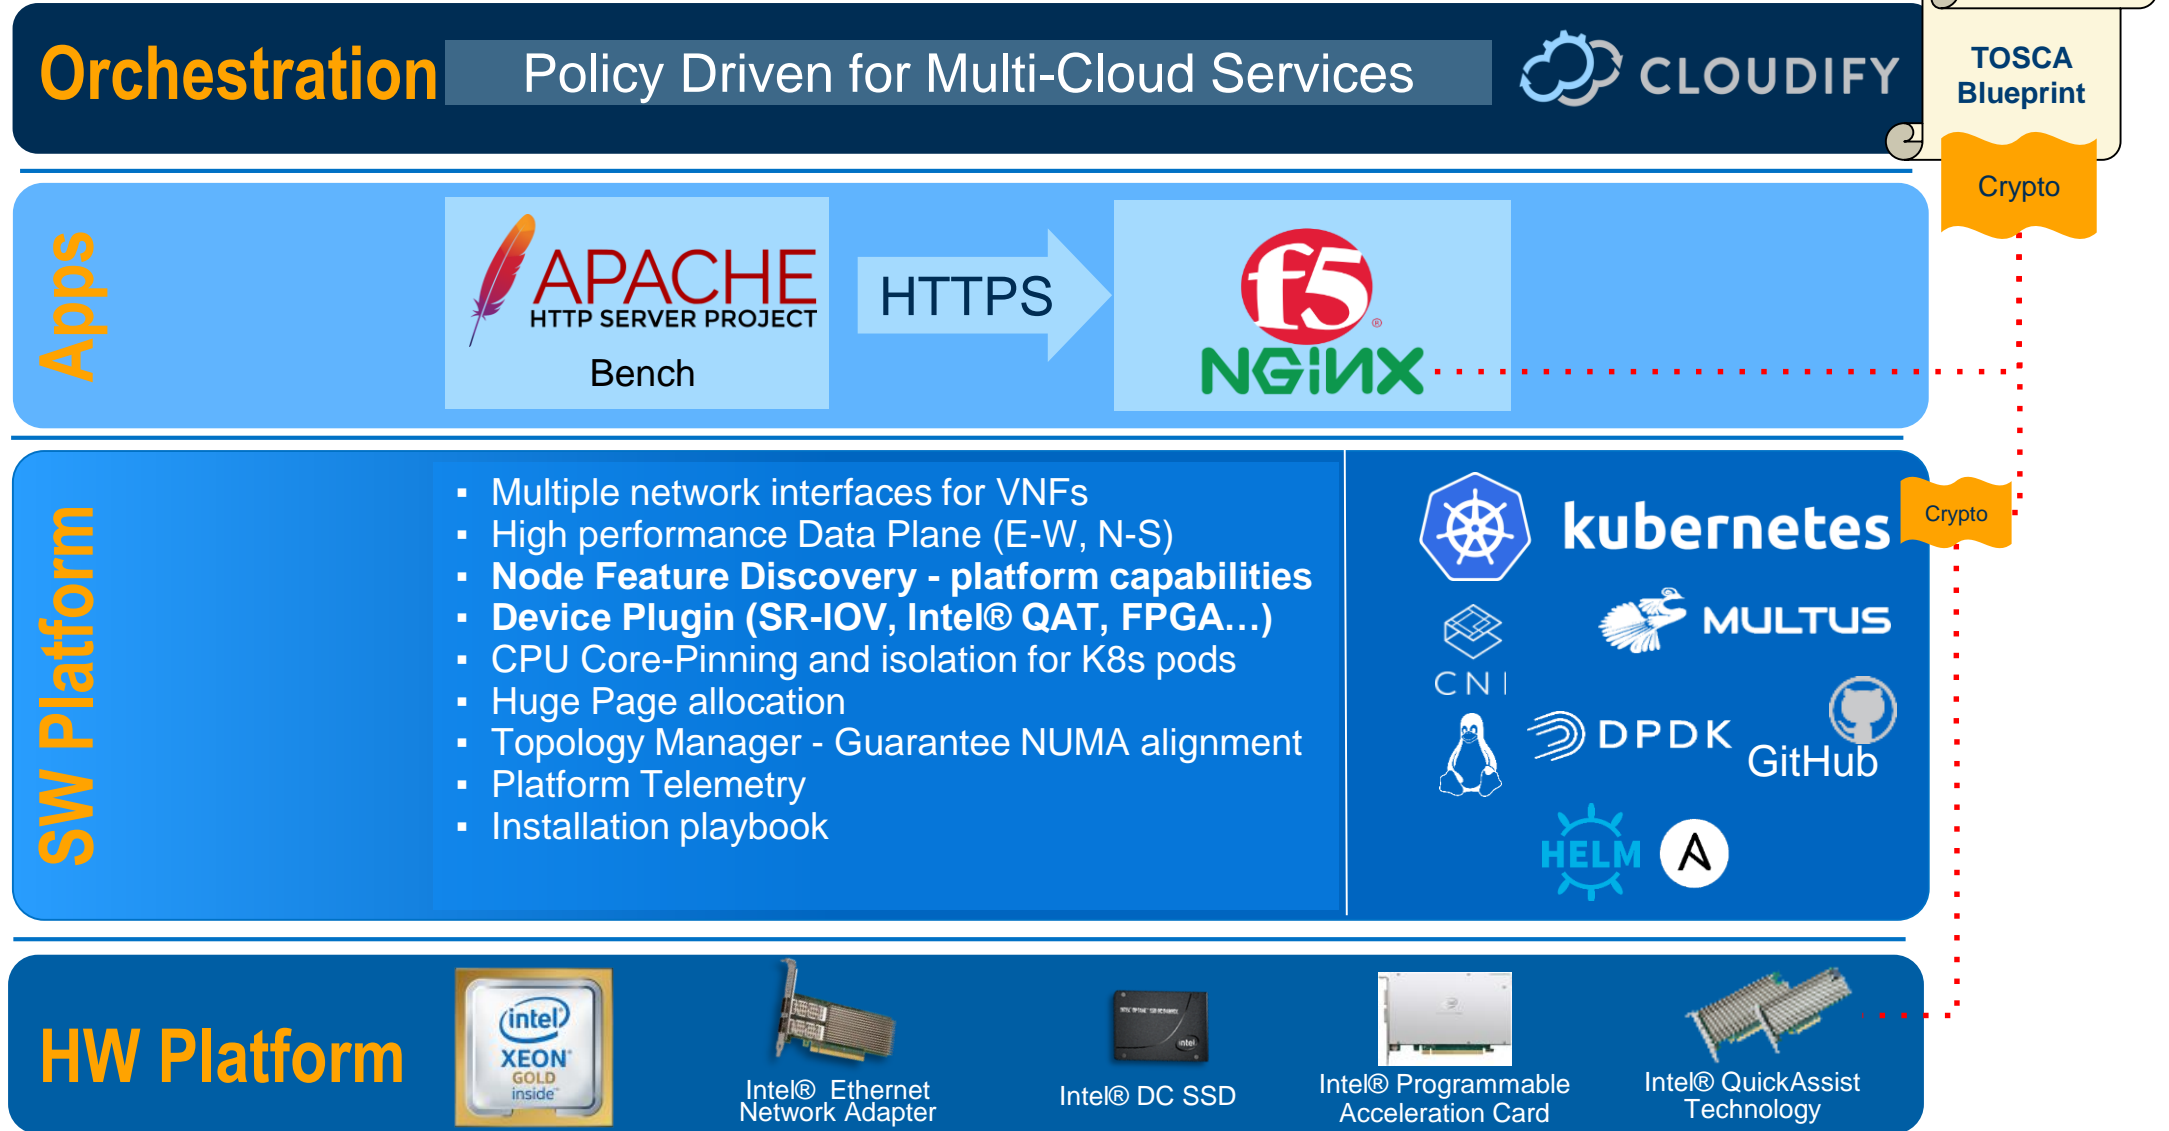 Orchestration
Policy Driven for Multi-Cloud Services
CLOUDIFY
TOSCA
Blueprint
Crypto
Apps
APACHE
HTTP SERVER PROJECT
Bench
HTTPS
f5
®
NGINX
SW Platform
▪ Multiple network interfaces for VNFs
▪ High performance Data Plane (E-W, N-S)
▪ Node Feature Discovery - platform capabilities
▪ Device Plugin (SR-IOV, Intel® QAT, FPGA…)
▪ CPU Core-Pinning and isolation for K8s pods
▪ Huge Page allocation
▪ Topology Manager - Guarantee NUMA alignment
▪ Platform Telemetry
▪ Installation playbook
kubernetes
Crypto
MULTUS
CNI
DPDK
GitHub
HELM
A
HW Platform
intel
XEON
GOLD
inside™
Intel® Ethernet
Network Adapter
intel
Intel® DC SSD
Intel® Programmable
Acceleration Card
Intel® QuickAssist
Technology